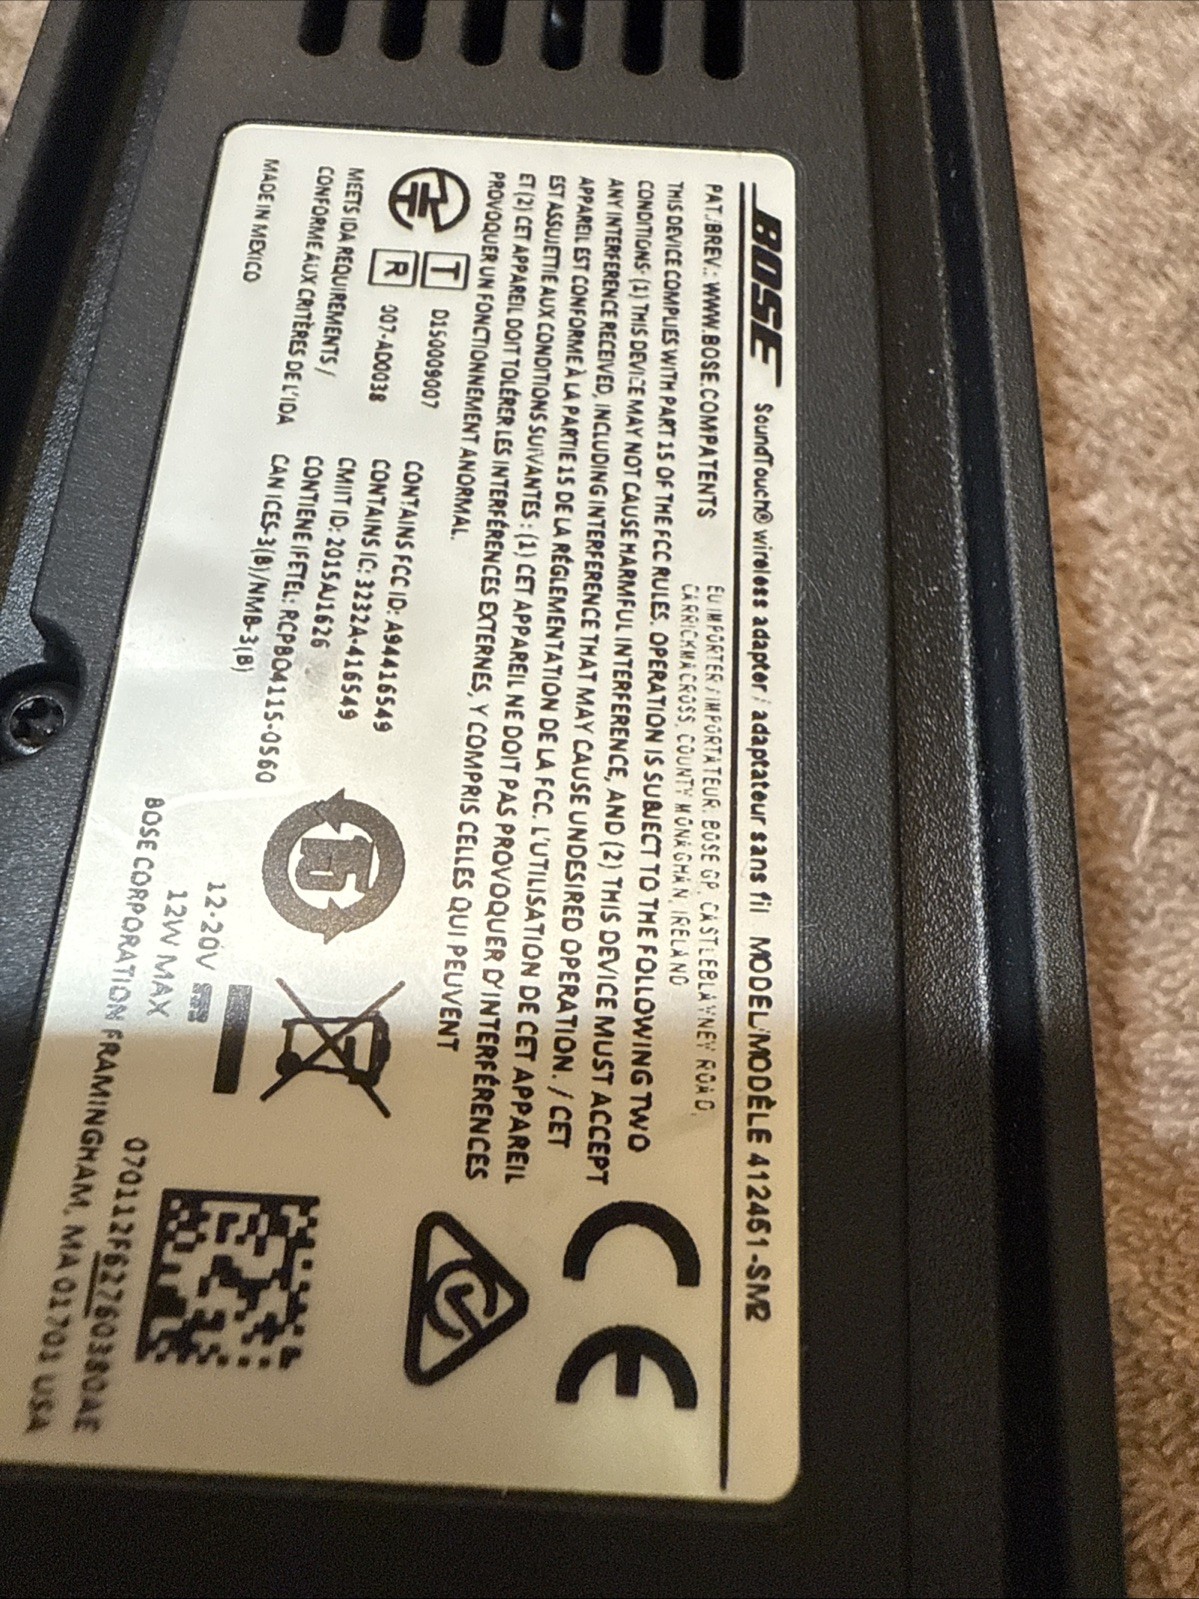 BOSE SoundTouch® wireless adapter / adaptateur sans fil MODEL/MODÈLE 412451-SM2
PAT./BREV.: WWW.BOSE.COM/PATENTS
EU IMPORTER / IMPORTATEUR: BOSE GP, CASTLEBLAYNEY ROAD,
CARRICKMACROSS, COUNTY MONAGHAN, IRELAND
THIS DEVICE COMPLIES WITH PART 15 OF THE FCC RULES. OPERATION IS SUBJECT TO THE FOLLOWING TWO
CONDITIONS: (1) THIS DEVICE MAY NOT CAUSE HARMFUL INTERFERENCE, AND (2) THIS DEVICE MUST ACCEPT
ANY INTERFERENCE RECEIVED, INCLUDING INTERFERENCE THAT MAY CAUSE UNDESIRED OPERATION. / CET
APPAREIL EST CONFORME À LA PARTIE 15 DE LA RÉGLEMENTATION DE LA FCC. L'UTILISATION DE CET APPAREIL
EST ASSUJETTIE AUX CONDITIONS SUIVANTES : (1) CET APPAREIL NE DOIT PAS PROVOQUER D'INTERFÉRENCES
ET (2) CET APPAREIL DOIT TOLÉRER LES INTERFÉRENCES EXTERNES, Y COMPRIS CELLES QUI PEUVENT
PROVOQUER UN FONCTIONNEMENT ANORMAL.
T D150009007
R 007-AD0038
MEETS IDA REQUIREMENTS /
CONFORME AUX CRITÈRES DE L'IDA
MADE IN MEXICO
CONTAINS FCC ID: A94416549
CONTAINS IC: 3232A-416549
CMIIT ID: 2015AJ1626
CONTIENE IFETEL: RCPBO4115-0560
CAN ICES-3(B)/NMB-3(B)
15
CE
12-20V
12W MAX
BOSE CORPORATION FRAMINGHAM, MA 01701 USA
070112F62760380AE